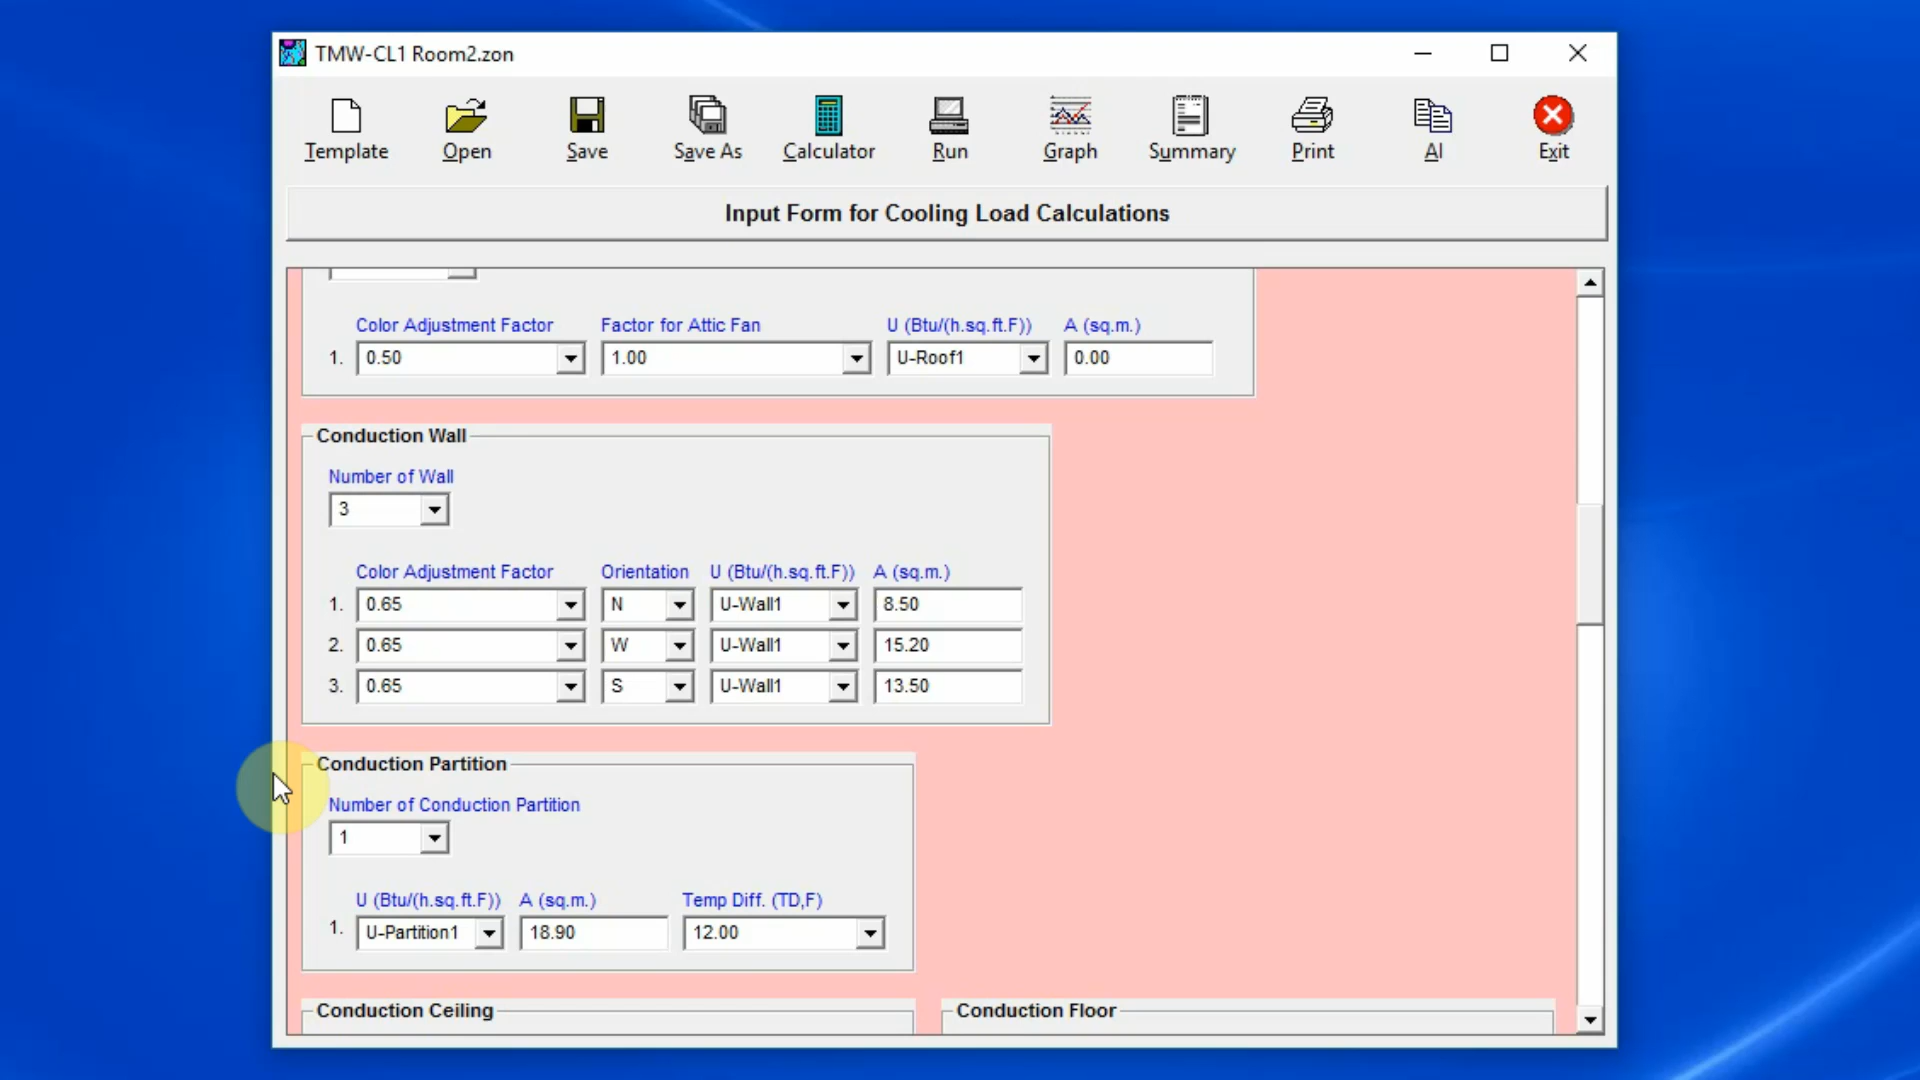 TMW-CL1 Room2.zon
Template Open Save Save As Calculator Run Graph Summary Print AI Exit
Input Form for Cooling Load Calculations
Color Adjustment Factor Factor for Attic Fan U (Btu/(h.sq.ft.F)) A (sq.m.)
1. 0.50 1.00 U-Roof1 0.00
Conduction Wall
Number of Wall
3
Color Adjustment Factor Orientation U (Btu/(h.sq.ft.F)) A (sq.m.)
1. 0.65 N U-Wall1 8.50
2. 0.65 W U-Wall1 15.20
3. 0.65 S U-Wall1 13.50
Conduction Partition
Number of Conduction Partition
1
U (Btu/(h.sq.ft.F)) A (sq.m.) Temp Diff. (TD,F)
1. U-Partition1 18.90 12.00
Conduction Ceiling Conduction Floor